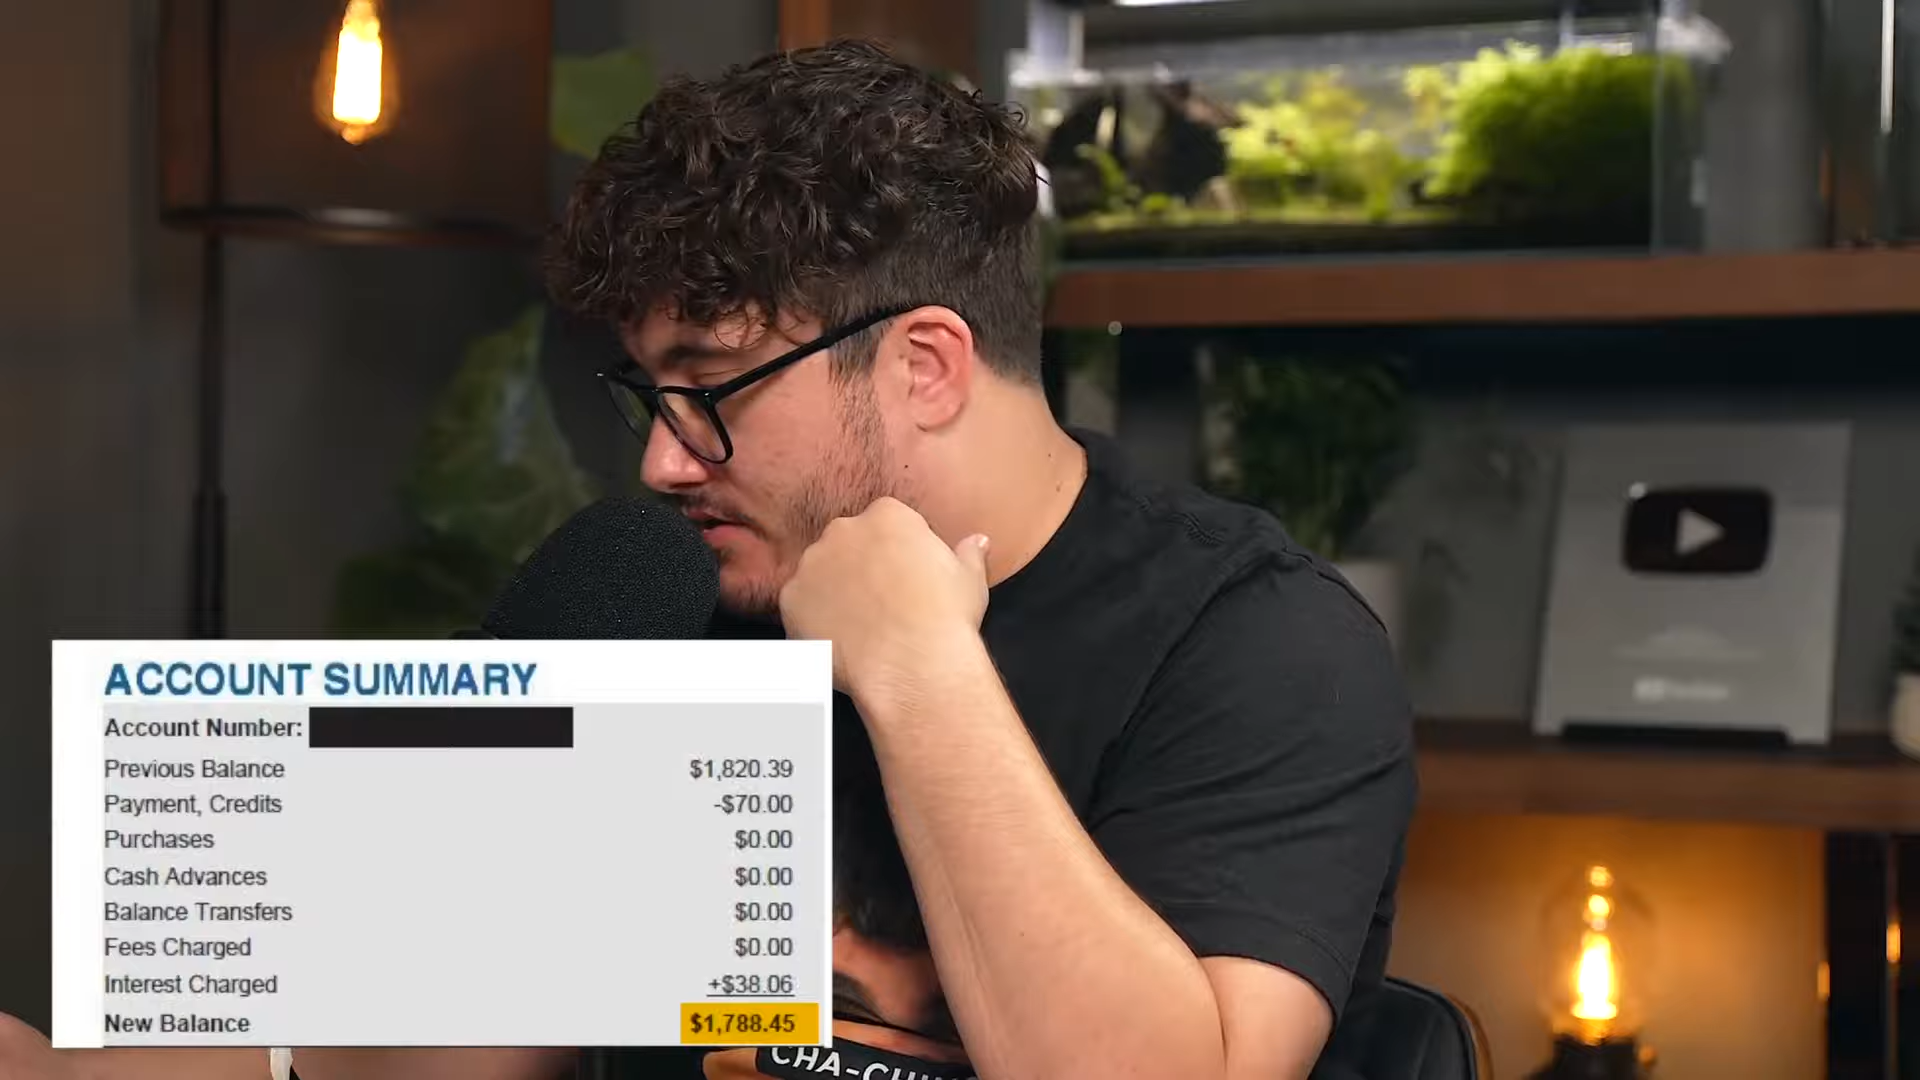 ACCOUNT SUMMARY
Account Number:
Previous Balance $1,820.39
Payment, Credits -$70.00
Purchases $0.00
Cash Advances $0.00
Balance Transfers $0.00
Fees Charged $0.00
Interest Charged +$38.06
New Balance $1,788.45